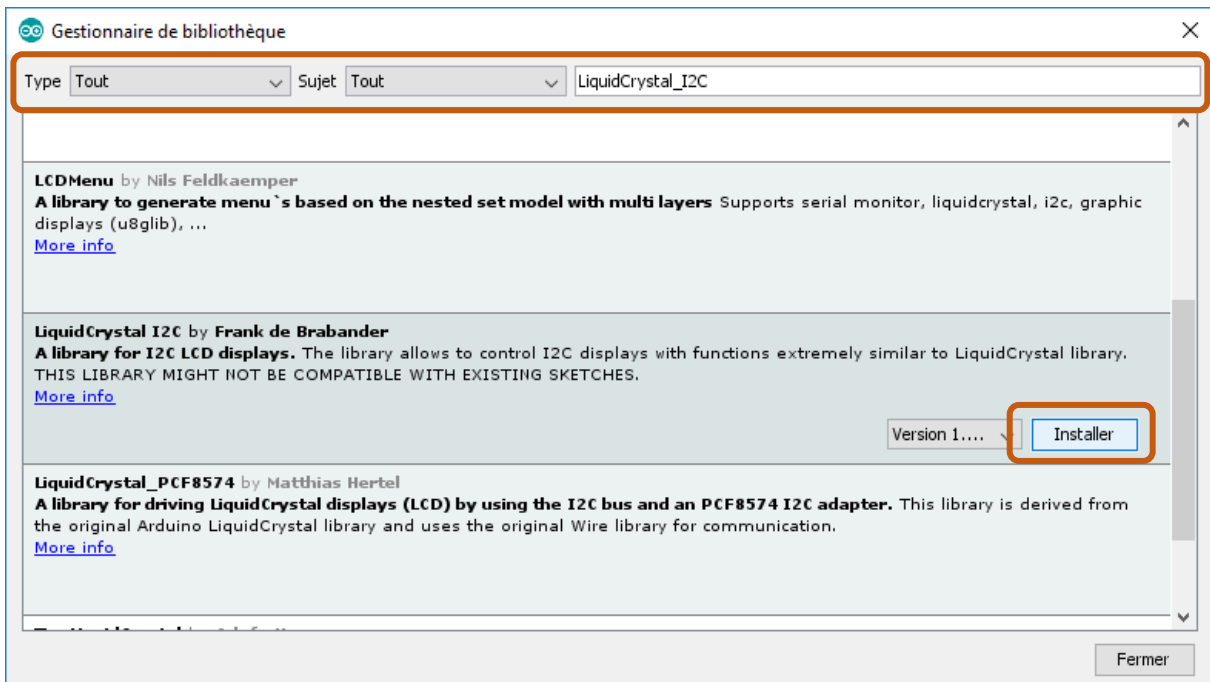 Gestionnaire de bibliothèque
Type Tout Sujet Tout LiquidCrystal_I2C
LCDMenu by Nils Feldkaemper
A library to generate menu`s based on the nested set model with multi layers Supports serial monitor, liquidcrystal, i2c, graphic
displays (u8glib), ...
More info
LiquidCrystal I2C by Frank de Brabander
A library for I2C LCD displays. The library allows to control I2C displays with functions extremely similar to LiquidCrystal library.
THIS LIBRARY MIGHT NOT BE COMPATIBLE WITH EXISTING SKETCHES.
More info
Version 1.... Installer
LiquidCrystal_PCF8574 by Matthias Hertel
A library for driving LiquidCrystal displays (LCD) by using the I2C bus and an PCF8574 I2C adapter. This library is derived from
the original Arduino LiquidCrystal library and uses the original Wire library for communication.
More info
Fermer